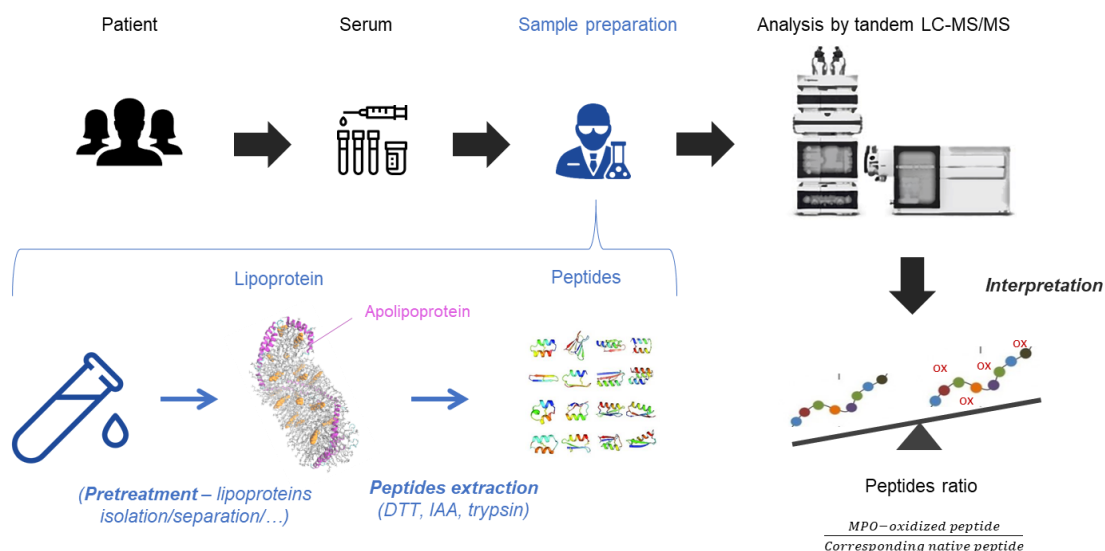 Patient
Serum
Sample preparation
Analysis by tandem LC-MS/MS
Lipoprotein
Apolipoprotein
Peptides
Interpretation
ox
ox
ox
ox
(Pretreatment – lipoproteins
isolation/separation/…)
Peptides extraction
(DTT, IAA, trypsin)
Peptides ratio
MPO−oxidized peptide
Corresponding native peptide